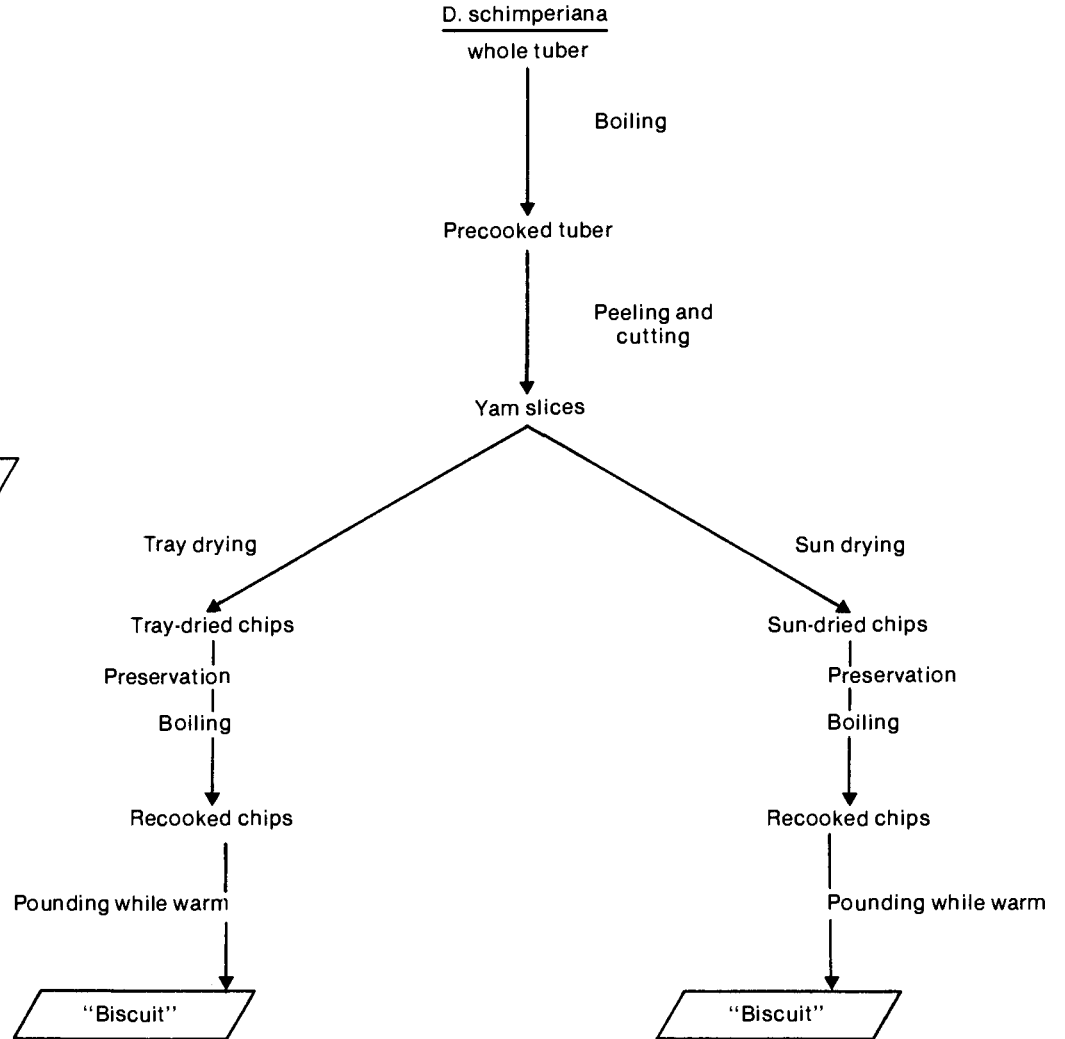 D. schimperiana
whole tuber
Boiling
Precooked tuber
Peeling and
cutting
Yam slices
Tray drying
Sun drying
Tray-dried chips
Sun-dried chips
Preservation
Preservation
Boiling
Boiling
Recooked chips
Recooked chips
Pounding while warm
Pounding while warm
"Biscuit"
"Biscuit"